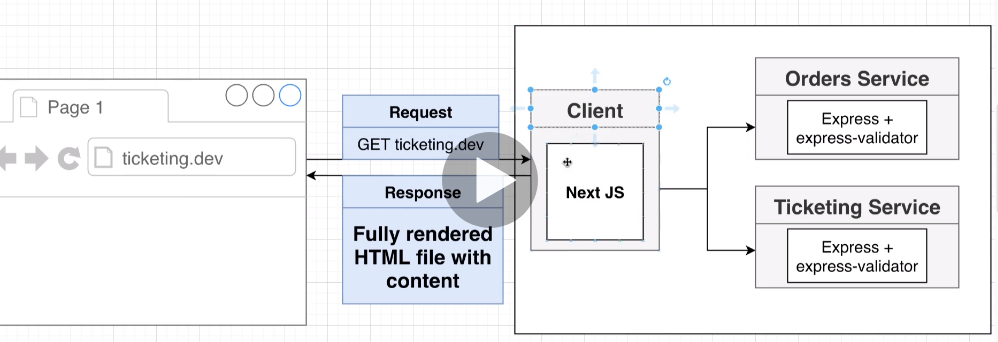 Page 1
ticketing.dev
Request
GET ticketing.dev
Response
Fully rendered
HTML file with
content
Client
Next JS
Orders Service
Express +
express-validator
Ticketing Service
Express +
express-validator